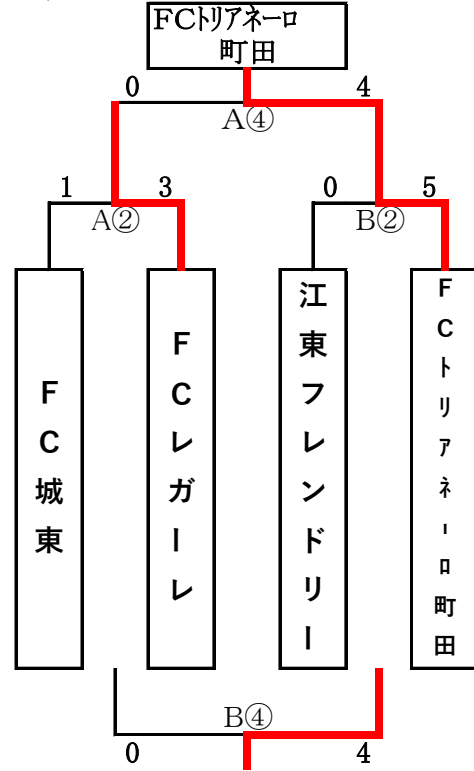 FCトリアネーロ
町田
0 4
A④
1 3 0 5
A② B②
FC城東
FCレガーレ
江東フレンドリー
FCトリアネーロ町田
B④
0 4